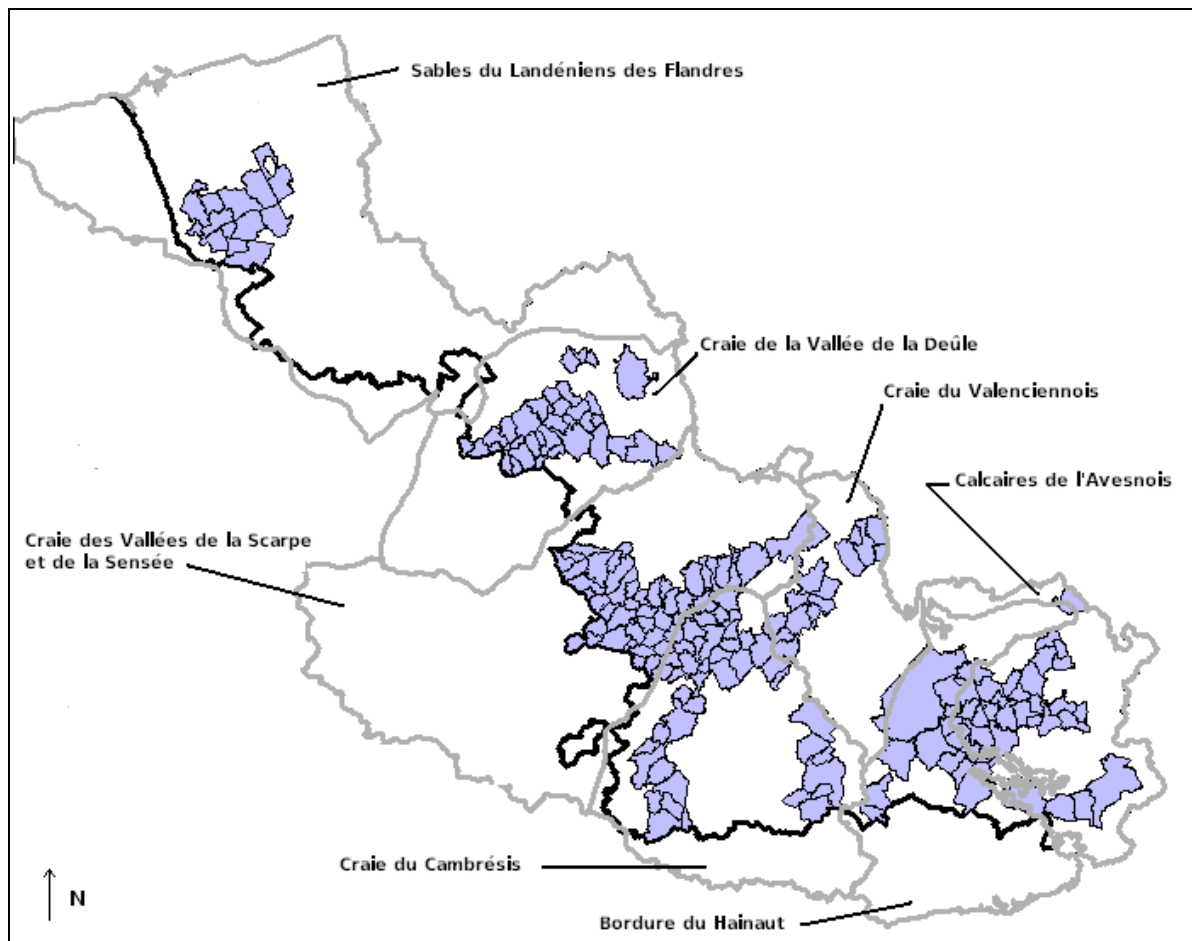 Sables du Landéniens des Flandres
Craie de la Vallée de la Deûle
Craie du Valenciennois
Calcaires de l'Avesnois
Craie des Vallées de la Scarpe
et de la Sensée
Craie du Cambrésis
N
Bordure du Hainaut